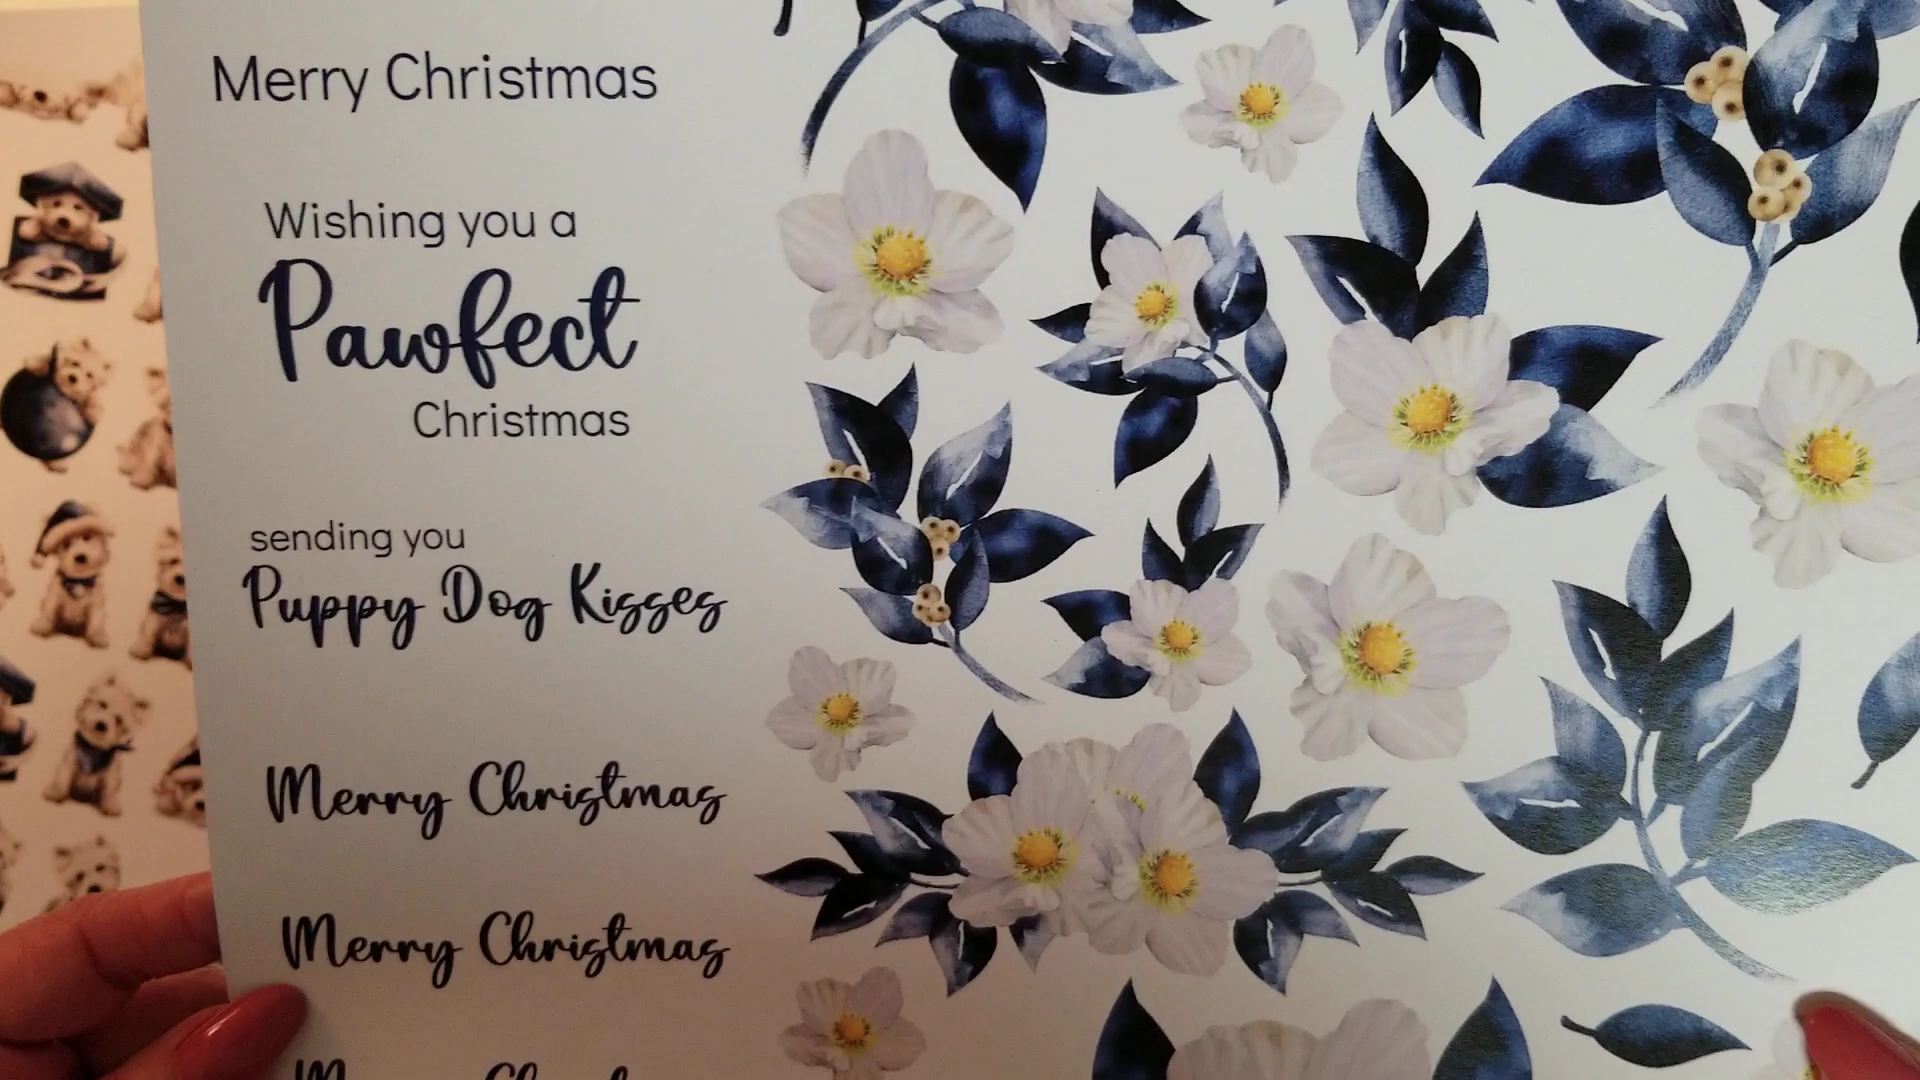 Merry Christmas
Wishing you a
Pawfect
Christmas
sending you
Puppy Dog Kisses
Merry Christmas
Merry Christmas